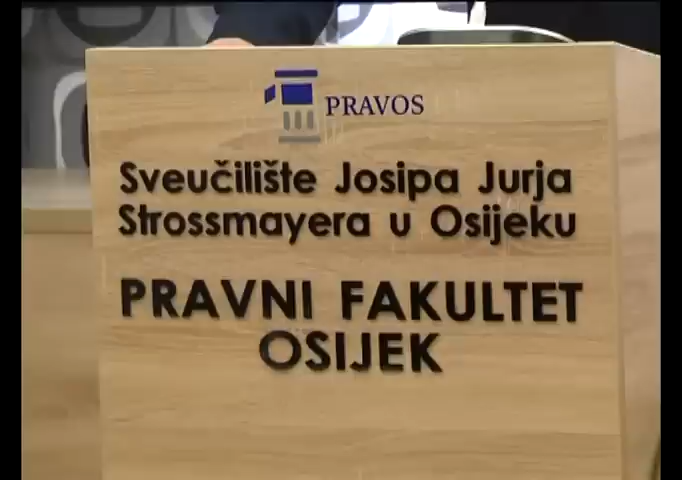 PRAVOS
Sveučilište Josipa Jurja
Strossmayera u Osijeku
PRAVNI FAKULTET
OSIJEK